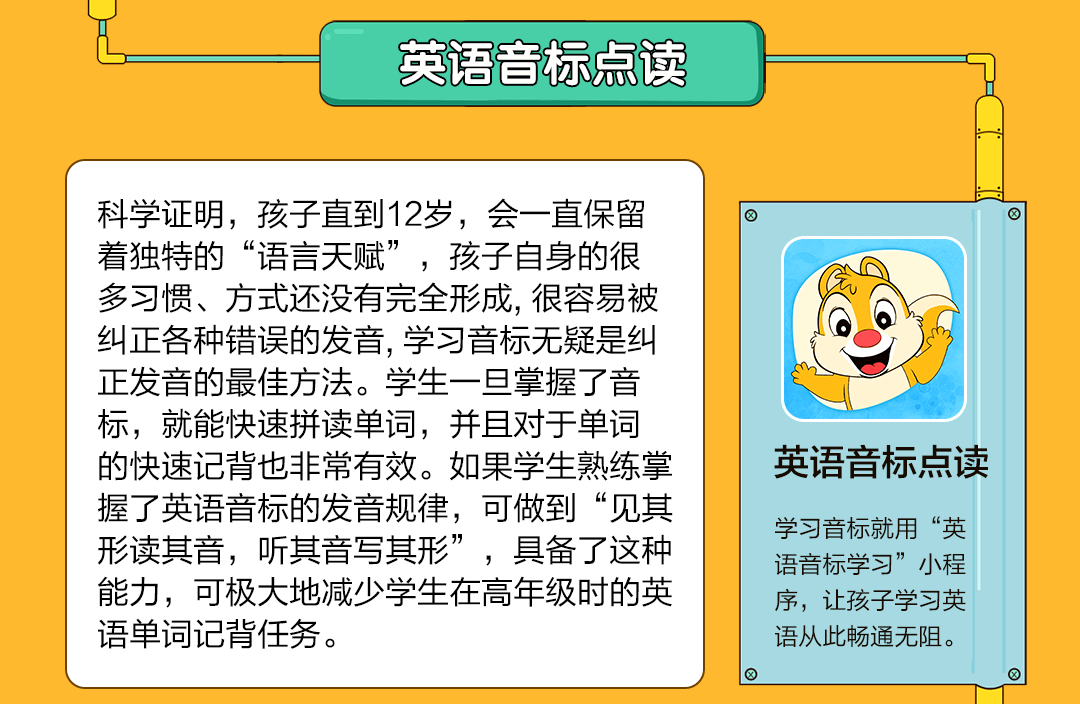 英语音标点读
科学证明，孩子直到12岁，会一直保留
着独特的“语言天赋”，孩子自身的很
多习惯、方式还没有完全形成, 很容易被
纠正各种错误的发音, 学习音标无疑是纠
正发音的最佳方法。学生一旦掌握了音
标，就能快速拼读单词，并且对于单词
的快速记背也非常有效。如果学生熟练掌
握了英语音标的发音规律，可做到“见其
形读其音，听其音写其形”，具备了这种
能力，可极大地减少学生在高年级时的英
语单词记背任务。
英语音标点读
学习音标就用“英
语音标学习”小程
序，让孩子学习英
语从此畅通无阻。